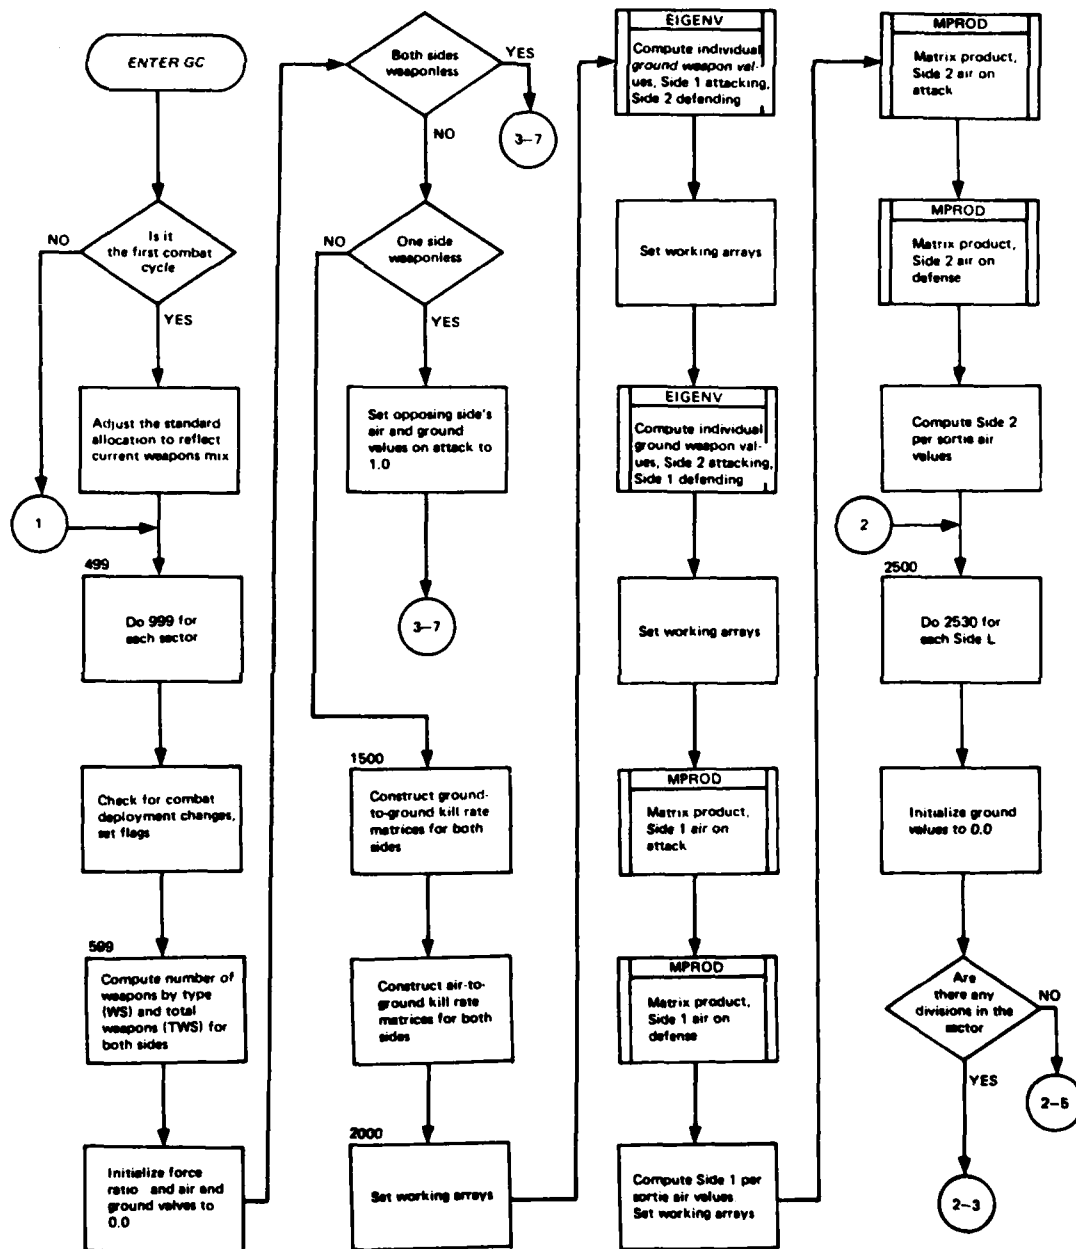 ENTER GC
NO
Is it
the first combat
cycle
YES
Adjust the standard
allocation to reflect
current weapons mix
1
499
Do 999 for
each sector
Check for combat
deployment changes,
set flags
599
Compute number of
weapons by type
(WS) and total
weapons (TWS) for
both sides
Initialize force
ratio and air and
ground valves to
0.0
Both sides
weaponless
YES
3–7
NO
NO
One side
weaponless
YES
Set opposing side's
air and ground
values on attack to
1.0
3–7
1500
Construct ground-
to-ground kill rate
matrices for both
sides
Construct air-to-
ground kill rate
matrices for both
sides
2000
Set working arrays
EIGENV
Compute individual
ground weapon val-
ues, Side 1 attacking,
Side 2 defending
Set working arrays
EIGENV
Compute individual
ground weapon val-
ues, Side 2 attacking,
Side 1 defending
Set working arrays
MPROD
Matrix product,
Side 1 air on
attack
MPROD
Matrix product,
Side 1 air on
defense
Compute Side 1 per
sortie air values
Set working arrays
MPROD
Matrix product,
Side 2 air on
attack
MPROD
Matrix product,
Side 2 air on
defense
Compute Side 2
per sortie air
values
2
2500
Do 2530 for
each Side L
Initialize ground
values to 0.0
Are
there any
divisions in the
sector
NO
YES
2–5
2–3